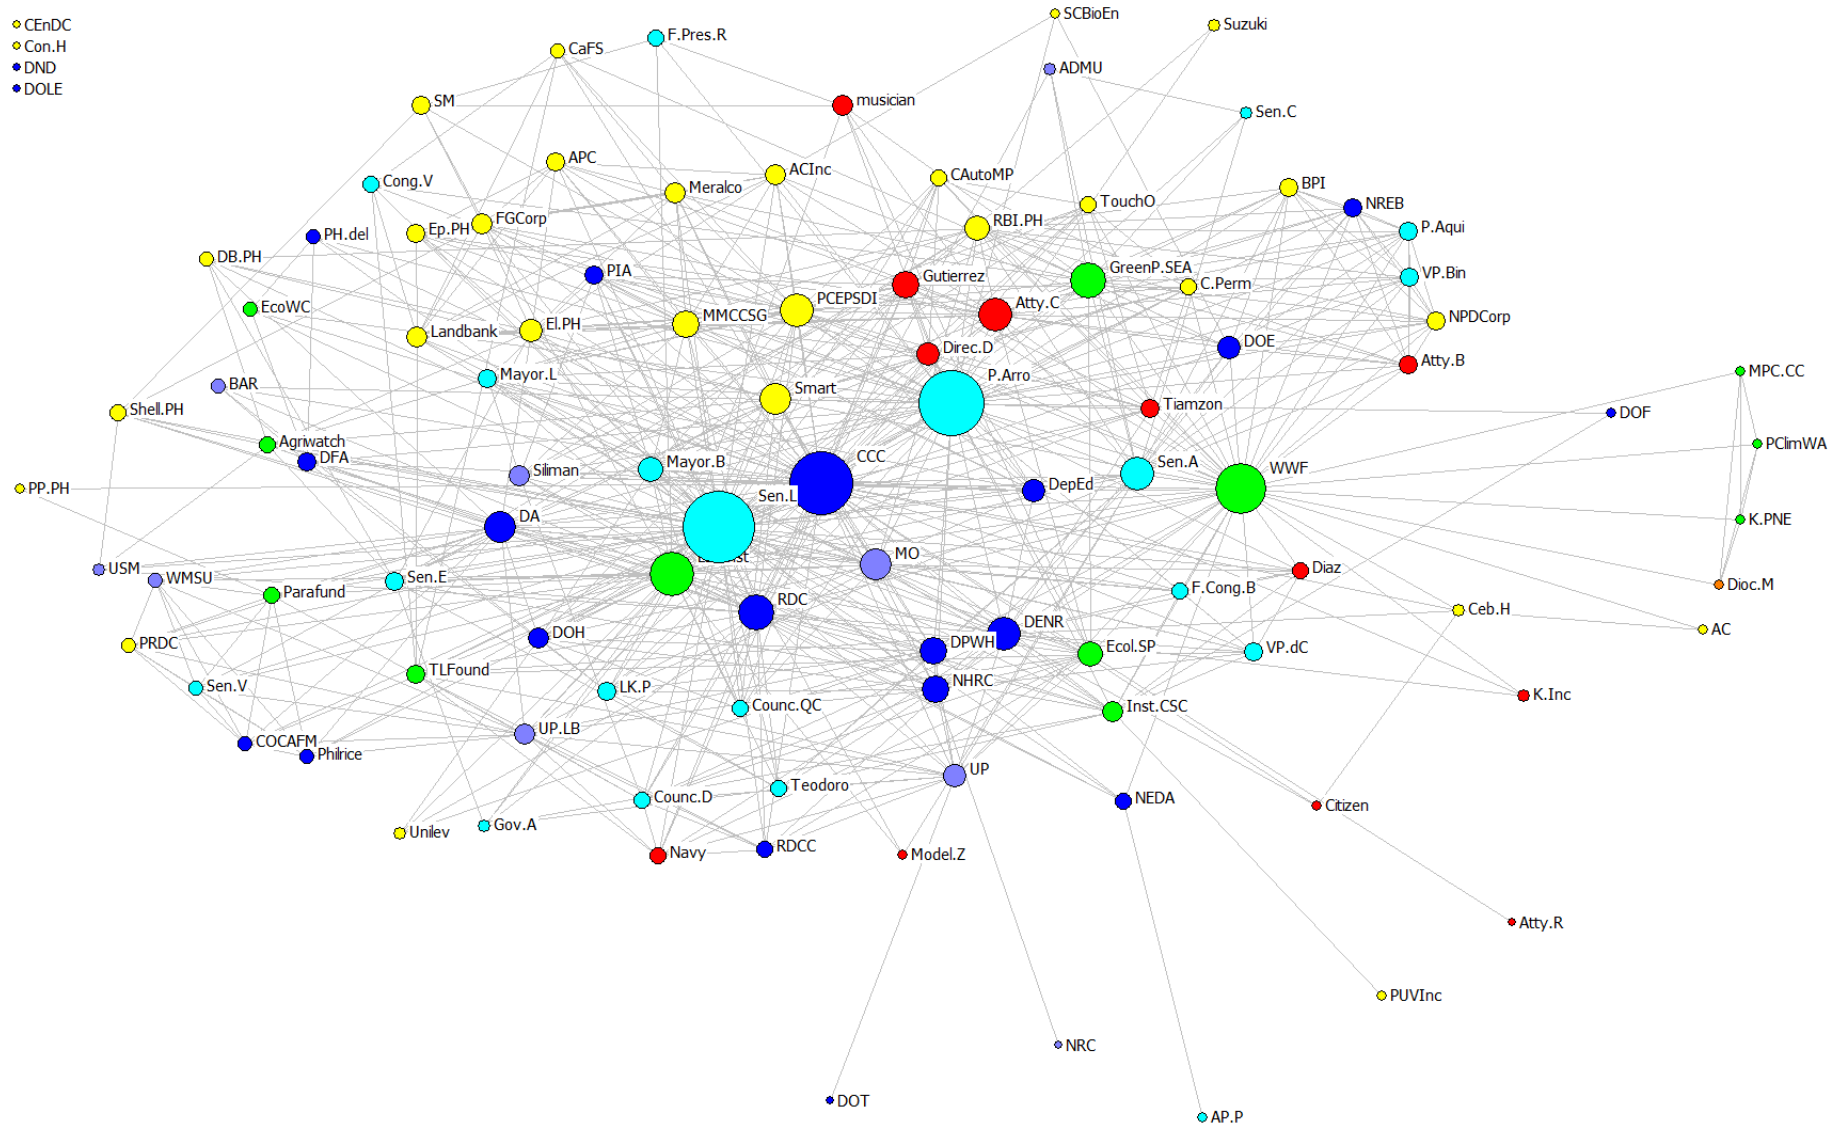 CEnDC
Con.H
DND
DOLE
SCBioEn
Suzuki
F.Pres.R
CaFS
ADMU
SM
musician
Sen.C
APC
ACInc
CAutoMP
Cong.V
Meralco
BPI
TouchO
NREB
FGCorp
Ep.PH
RBI.PH
P.Aqui
PH.del
DB.PH
PIA
GreenP.SEA
VP.Bin
Gutierrez
C.Perm
EcoWC
PCEPSDI
Atty.C
MMCCSG
NPDCorp
El.PH
Landbank
DOE
Direc.D
Atty.B
MPC.CC
Mayor.L
P.Arro
BAR
Smart
Tiamzon
Shell.PH
DOF
Agriwatch
PClimWA
DFA
Mayor.B
CCC
Siliman
Sen.A
WWF
PP.PH
DepEd
Sen.L
DA
K.PNE
MO
USM
WMSU
Sen.E
Diaz
Dioc.M
Parafund
F.Cong.B
RDC
Ceb.H
DENR
AC
DOH
PRDC
DPWH
Ecol.SP
VP.dC
TLFound
Sen.V
LK.P
NHRC
K.Inc
Counc.QC
Inst.CSC
UP.LB
COCAFM
Philrice
UP
Teodoro
Counc.D
NEDA
Citizen
Gov.A
Unilev
RDCC
Navy
Model.Z
Atty.R
PUVInc
NRC
DOT
AP.P